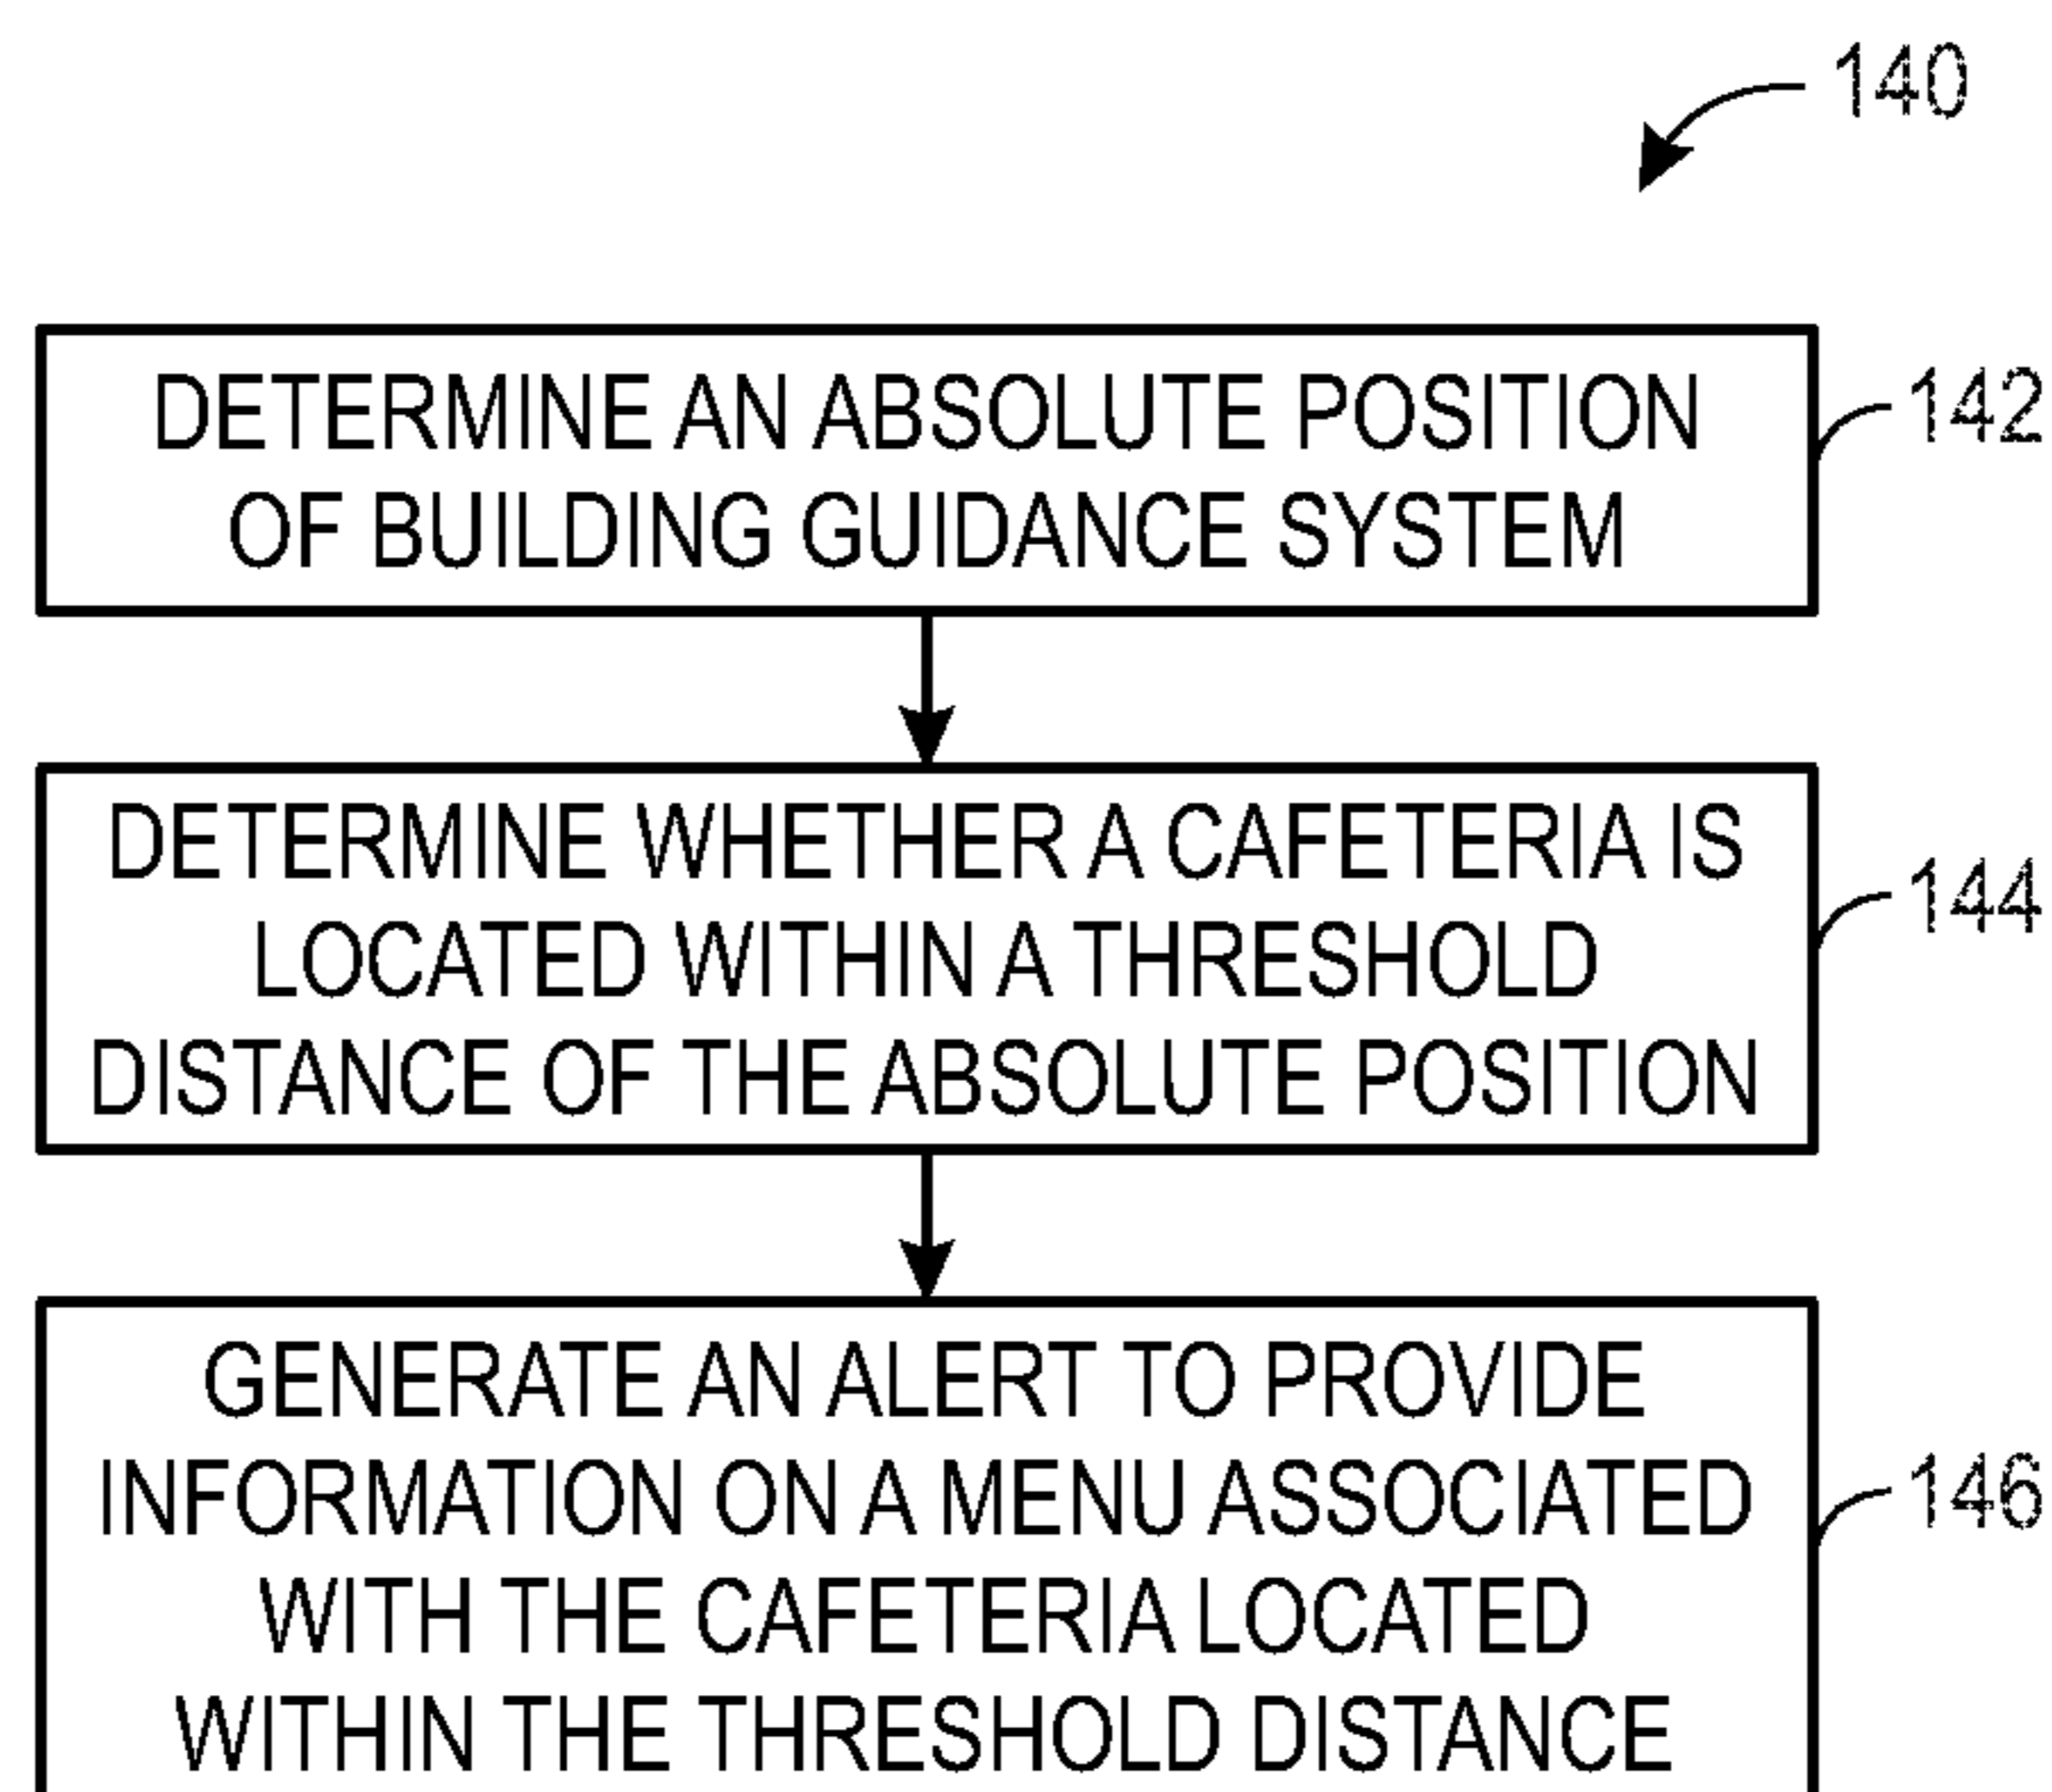 140
DETERMINE AN ABSOLUTE POSITION
OF BUILDING GUIDANCE SYSTEM
142
DETERMINE WHETHER A CAFETERIA IS
LOCATED WITHIN A THRESHOLD
DISTANCE OF THE ABSOLUTE POSITION
144
GENERATE AN ALERT TO PROVIDE
INFORMATION ON A MENU ASSOCIATED
WITH THE CAFETERIA LOCATED
WITHIN THE THRESHOLD DISTANCE
146